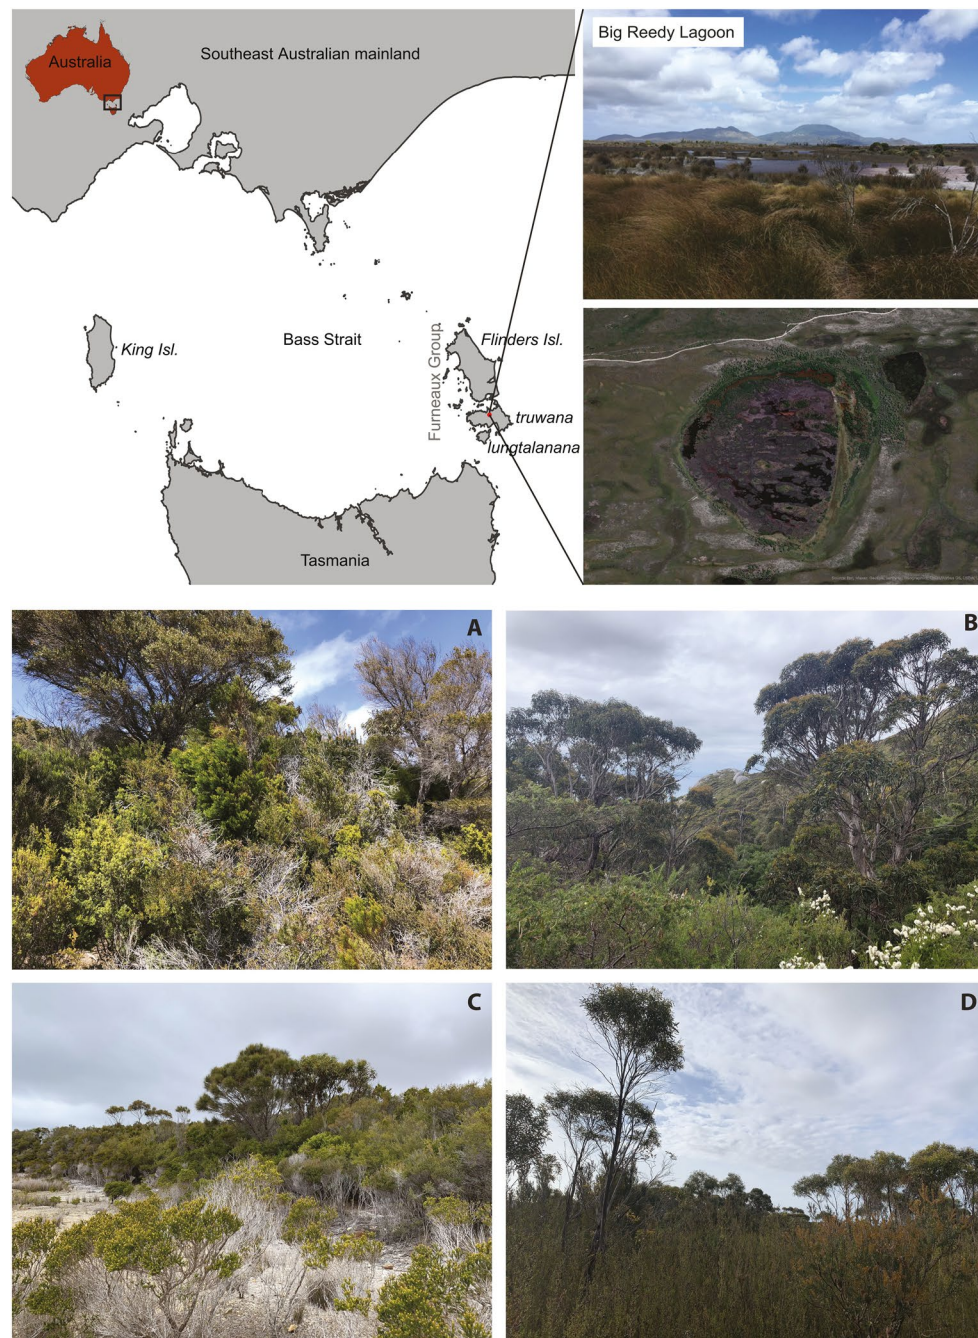 Australia
Southeast Australian mainland
Big Reedy Lagoon
King Isl.
Bass Strait
Furneaux Group
Flinders Isl.
truwana
lungtalanana
Tasmania
A
B
C
D